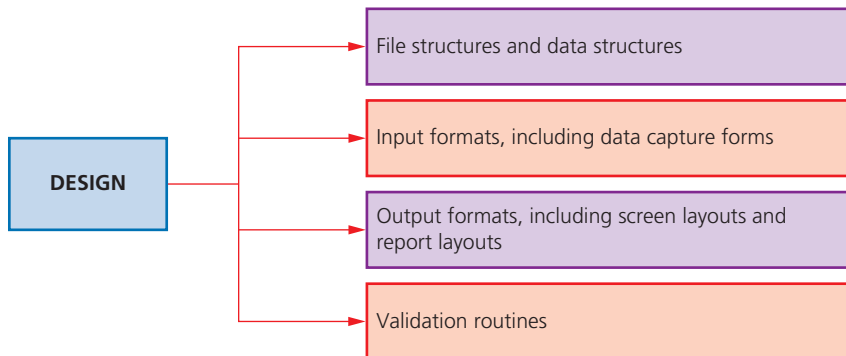 File structures and data structures
Input formats, including data capture forms
DESIGN
Output formats, including screen layouts and
report layouts
Validation routines